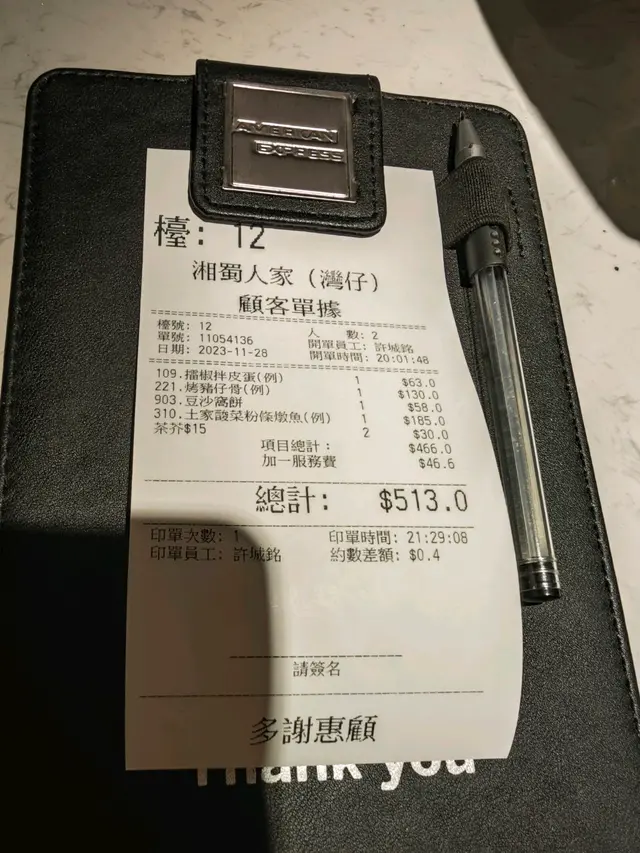 AMERICAN
EXPRESS
檯: 12
湘蜀人家 (灣仔)
顧客單據
檯號: 12 人 數: 2
單號: 11054136 開單員工: 許城銘
日期: 2023-11-28 開單時間: 20:01:48
109.擂椒拌皮蛋(例) 1 $63.0
221.烤豬仔骨(例) 1 $130.0
903.豆沙窩餅 1 $58.0
310.土家酸菜粉條燉魚(例) 1 $185.0
茶芥$15 2 $30.0
項目總計: $466.0
加一服務費 $46.6
總計: $513.0
印單次數: 1 印單時間: 21:29:08
印單員工: 許城銘 約數差額: $0.4
請簽名
多謝惠顧
Thank you